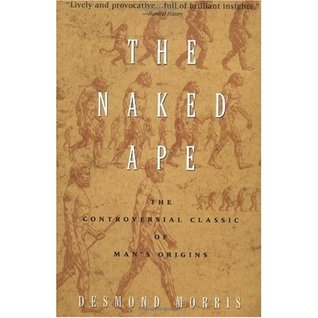 "Lively and provocative...full of brilliant insights."
—Natural History
THE
NAKED
APE
THE
CONTROVERSIAL CLASSIC
OF
MAN'S ORIGINS
DESMOND MORRIS